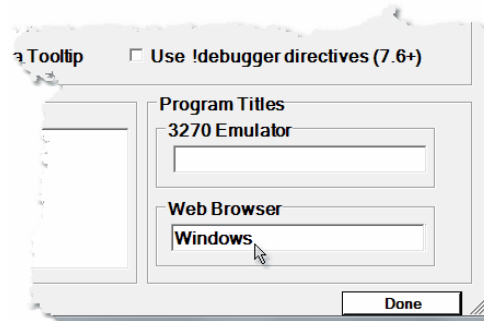 a Tooltip
Use !debugger directives (7.6+)
Program Titles
3270 Emulator
Web Browser
Windows
Done